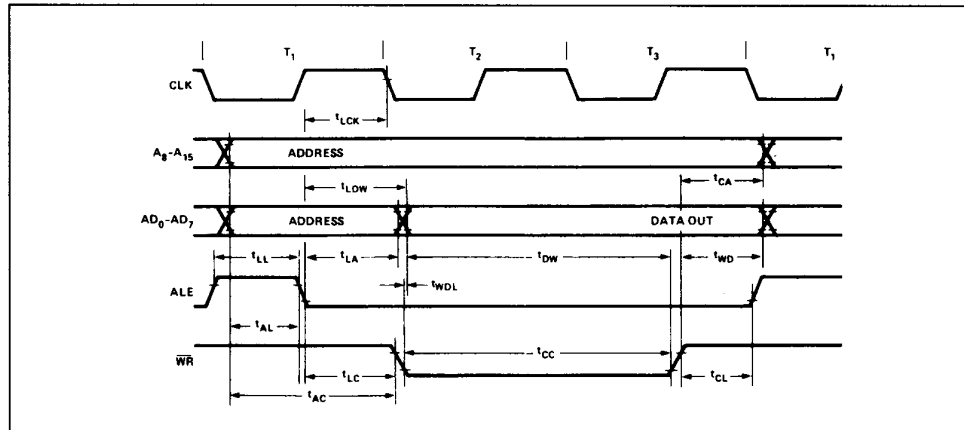 T1 T2 T3 T1
CLK
tLCK
A8-A15 ADDRESS
tLDW tCA
AD0-AD7 ADDRESS DATA OUT
tLL tLA tDW tWD
tWDL
ALE
tAL
WR tCC
tLC tCL
tAC